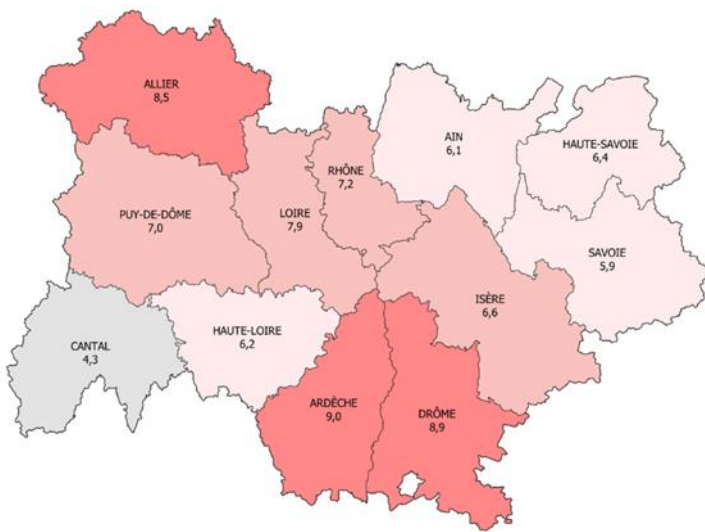 ALLIER
8,5
AIN
6,1
HAUTE-SAVOIE
6,4
RHÔNE
7,2
PUY-DE-DÔME
7,0
LOIRE
7,9
SAVOIE
5,9
ISÈRE
6,6
HAUTE-LOIRE
6,2
CANTAL
4,3
ARDÈCHE
9,0
DRÔME
8,9